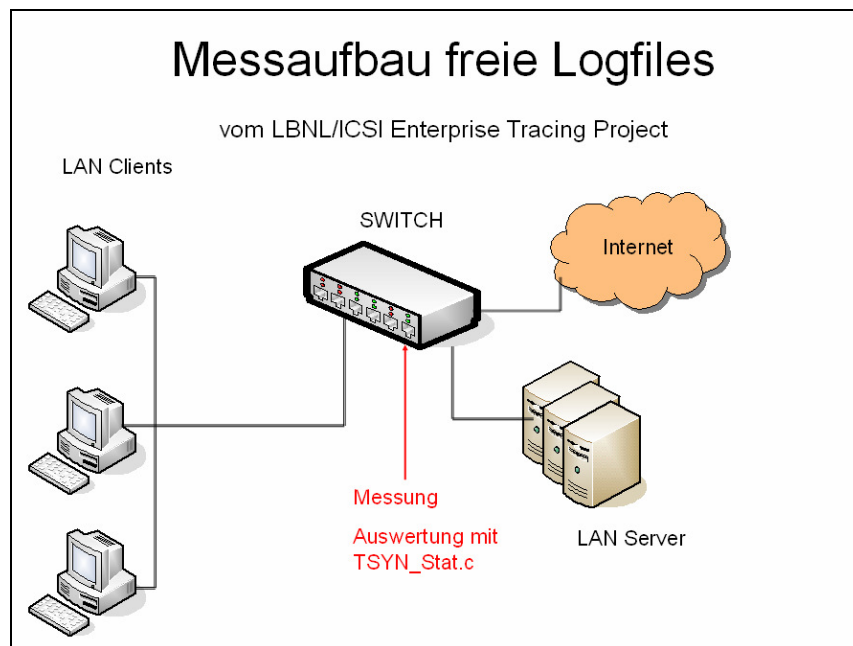 Messaufbau freie Logfiles
vom LBNL/ICSI Enterprise Tracing Project
LAN Clients
SWITCH
Internet
Messung
Auswertung mit
TSYN_Stat.c
LAN Server